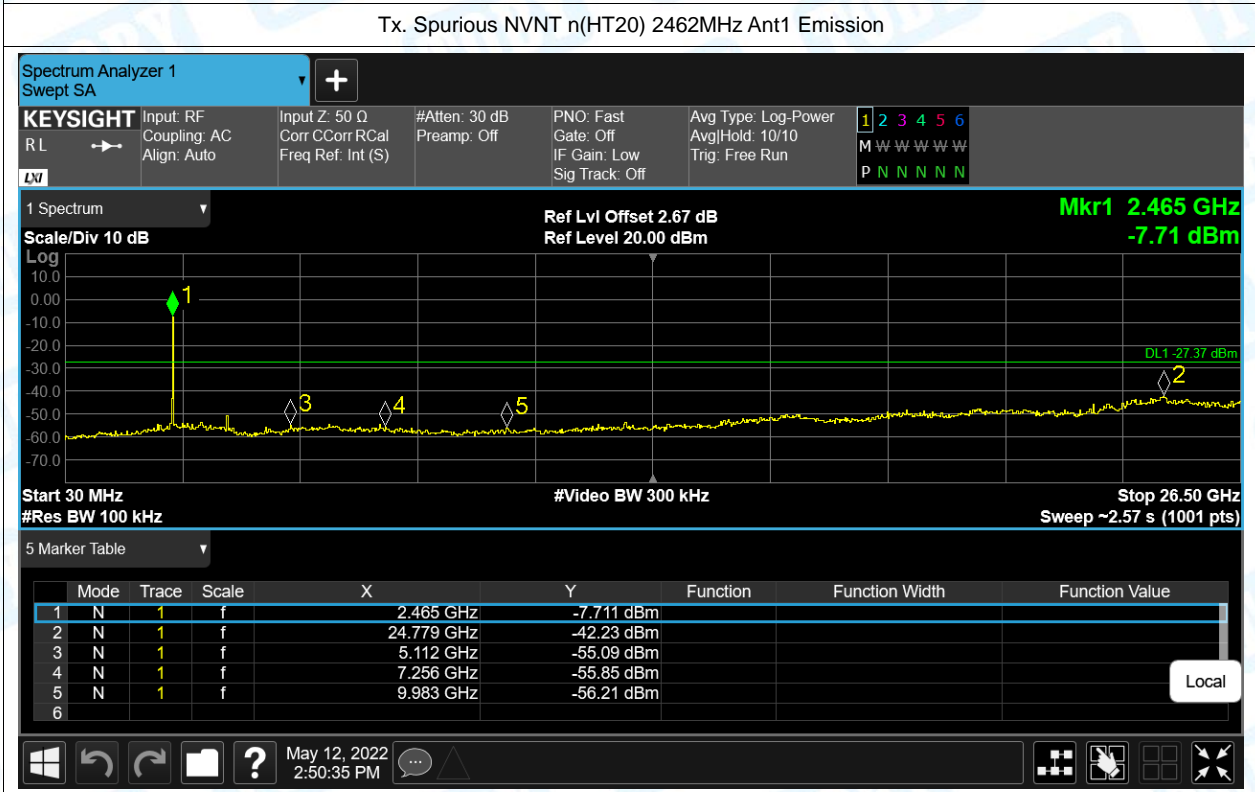 Tx. Spurious NVNT n(HT20) 2462MHz Ant1 Emission
Spectrum Analyzer 1
Swept SA
KEYSIGHT
R L
LXI
Input: RF
Coupling: AC
Align: Auto
Input Z: 50 Ω
Corr CCorr RCal
Freq Ref: Int (S)
#Atten: 30 dB
Preamp: Off
PNO: Fast
Gate: Off
IF Gain: Low
Sig Track: Off
Avg Type: Log-Power
Avg|Hold: 10/10
Trig: Free Run
1 2 3 4 5 6
M W W W W W
P N N N N N
1 Spectrum
Scale/Div 10 dB
Ref Lvl Offset 2.67 dB
Ref Level 20.00 dBm
Mkr1 2.465 GHz
-7.71 dBm
Log
10.0
0.00
-10.0
-20.0
-30.0
-40.0
-50.0
-60.0
-70.0
1
DL1 -27.37 dBm
2
3
4
5
Start 30 MHz
#Res BW 100 kHz
#Video BW 300 kHz
Stop 26.50 GHz
Sweep ~2.57 s (1001 pts)
5 Marker Table
Mode Trace Scale X Y Function Function Width Function Value
1 N 1 f 2.465 GHz -7.711 dBm
2 N 1 f 24.779 GHz -42.23 dBm
3 N 1 f 5.112 GHz -55.09 dBm
4 N 1 f 7.256 GHz -55.85 dBm
5 N 1 f 9.983 GHz -56.21 dBm
6
Local
?
May 12, 2022
2:50:35 PM